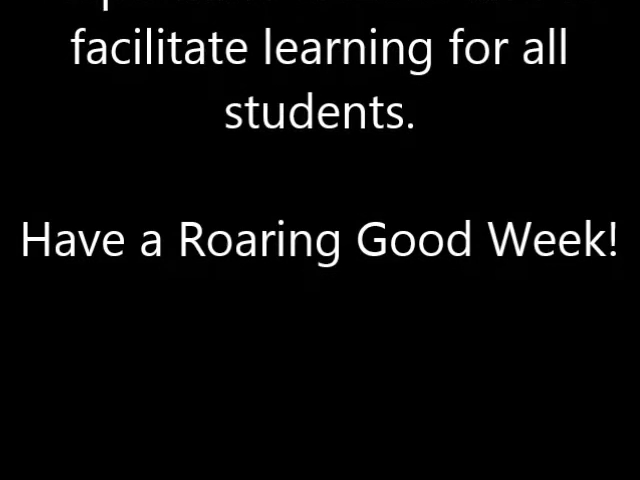 facilitate learning for all
students.
Have a Roaring Good Week!